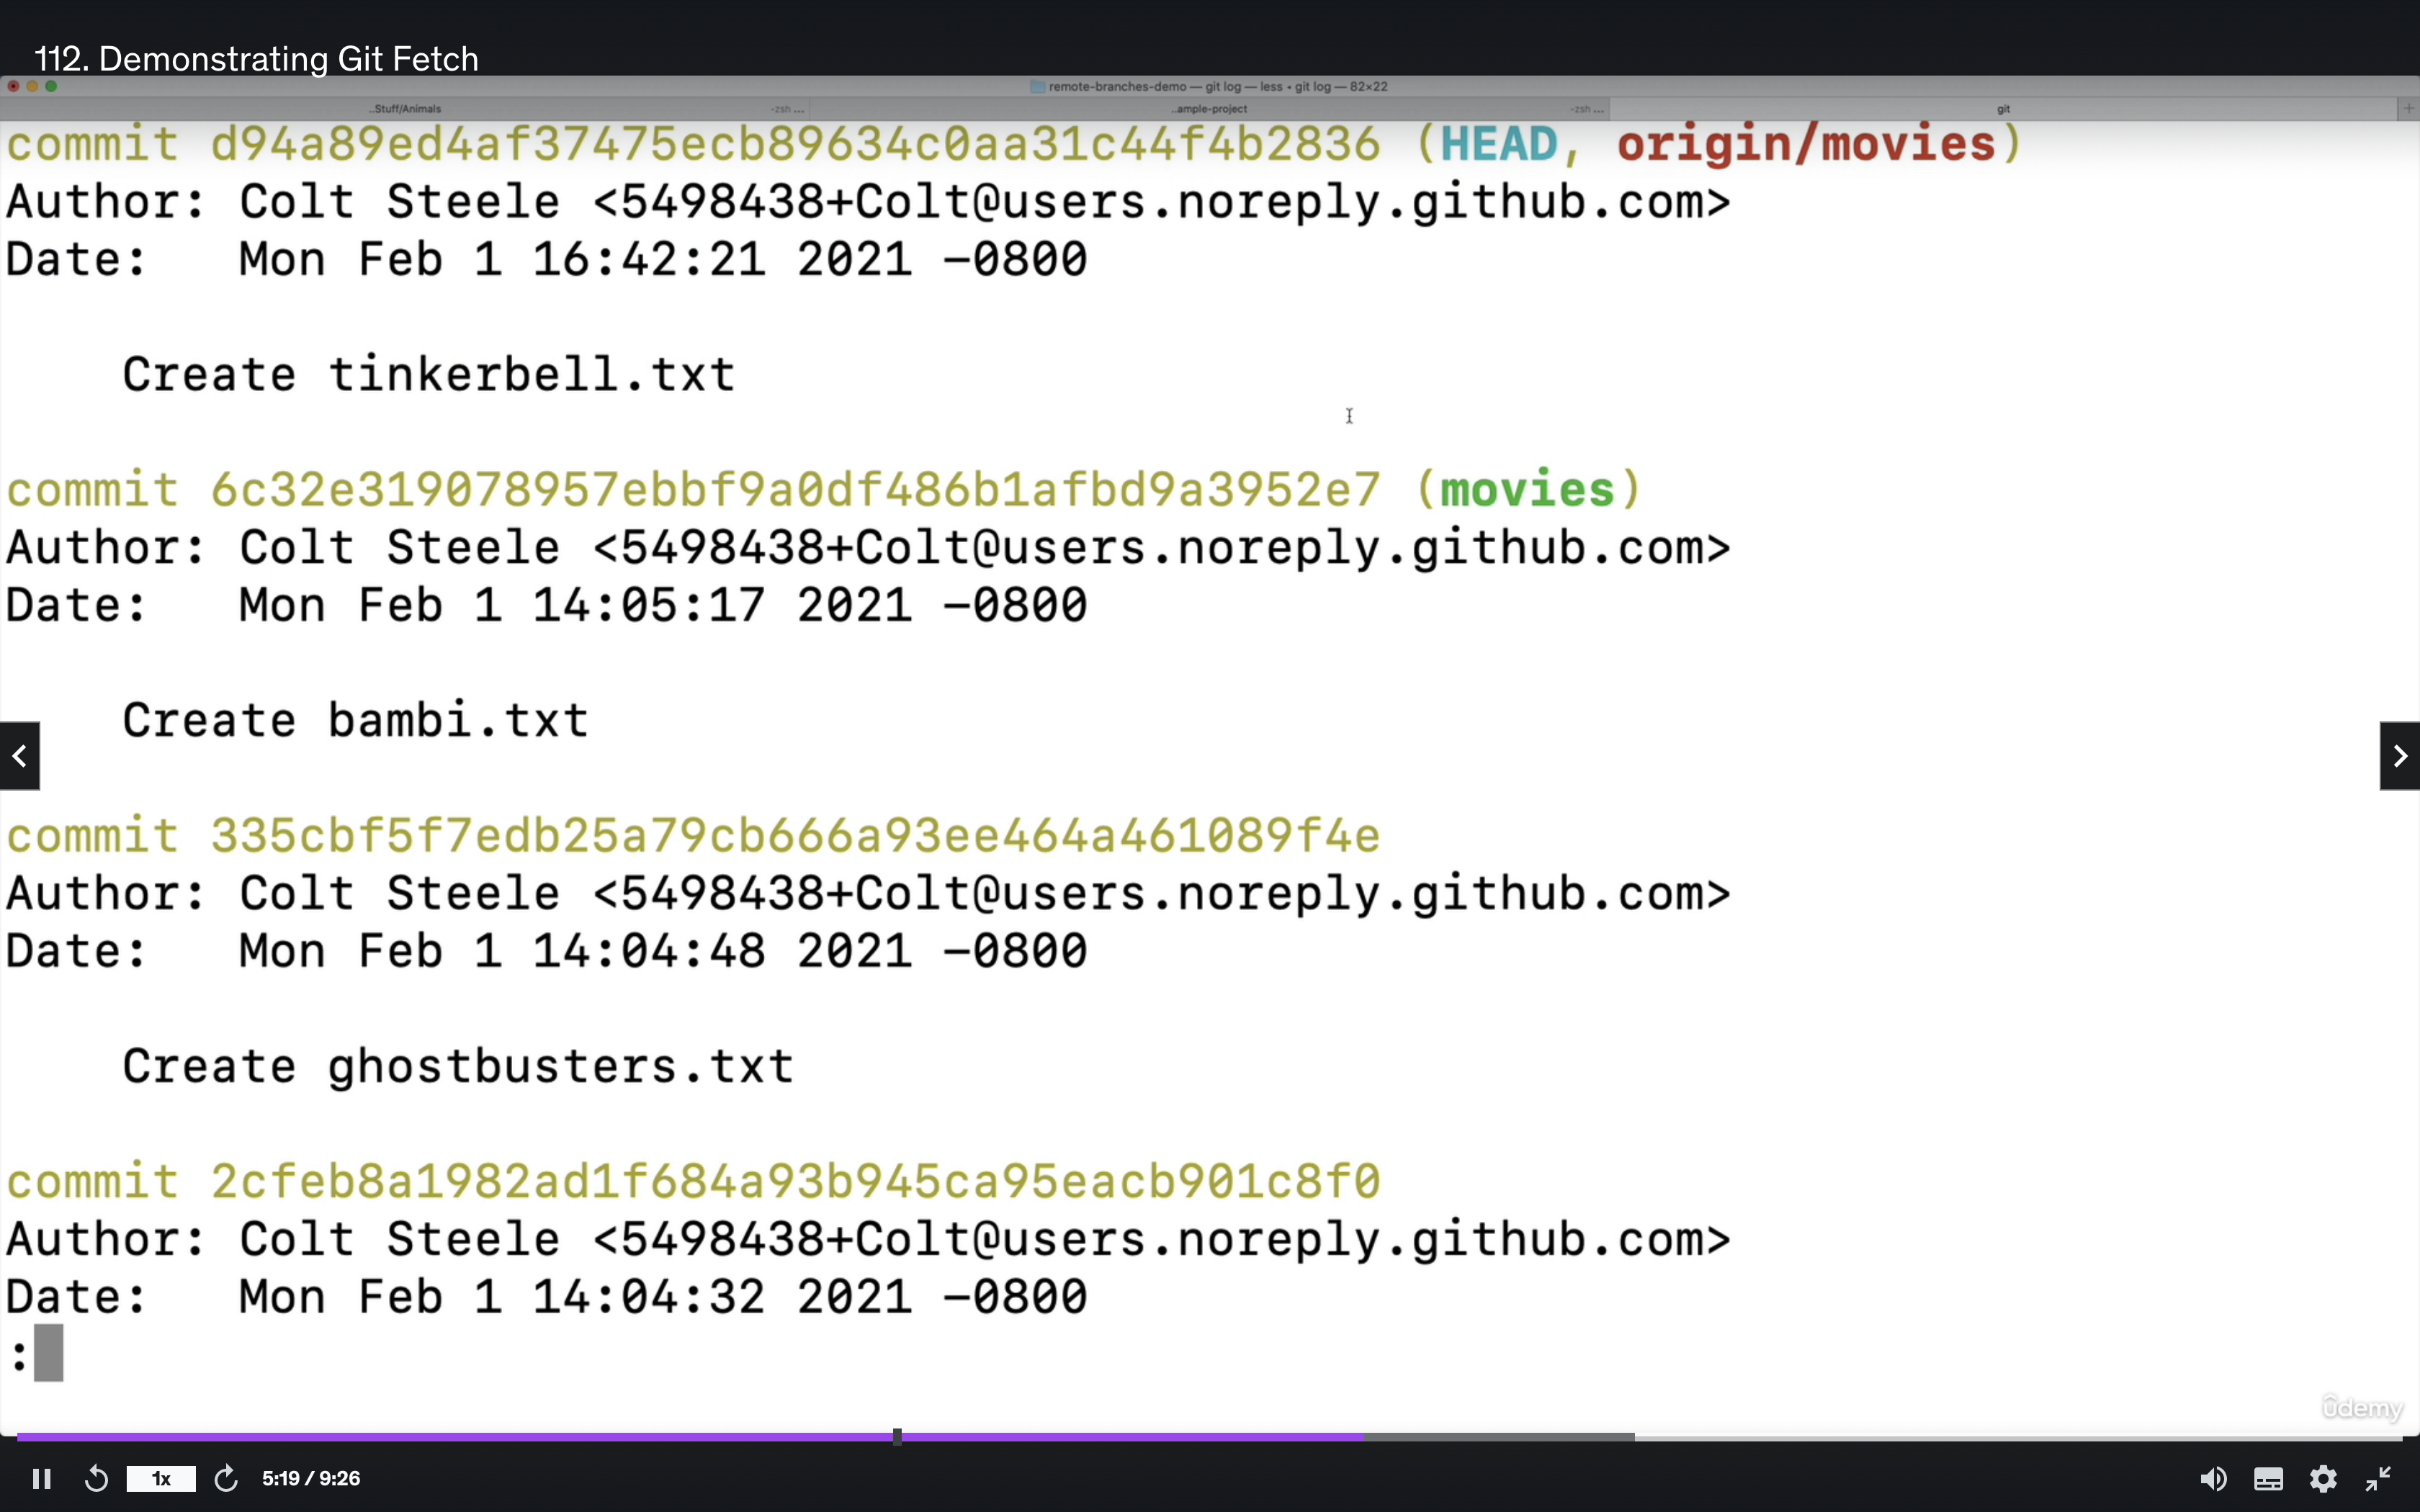 112. Demonstrating Git Fetch
remote-branches-demo — git log — less ◂ git log — 82×22
..Stuff/Animals
-zsh ...
..ample-project
-zsh ...
git
+
commit d94a89ed4af37475ecb89634c0aa31c44f4b2836 (HEAD, origin/movies)
Author: Colt Steele <5498438+Colt@users.noreply.github.com>
Date:   Mon Feb 1 16:42:21 2021 -0800
Create tinkerbell.txt
commit 6c32e319078957ebbf9a0df486b1afbd9a3952e7 (movies)
Author: Colt Steele <5498438+Colt@users.noreply.github.com>
Date:   Mon Feb 1 14:05:17 2021 -0800
Create bambi.txt
commit 335cbf5f7edb25a79cb666a93ee464a461089f4e
Author: Colt Steele <5498438+Colt@users.noreply.github.com>
Date:   Mon Feb 1 14:04:48 2021 -0800
Create ghostbusters.txt
commit 2cfeb8a1982ad1f684a93b945ca95eacb901c8f0
Author: Colt Steele <5498438+Colt@users.noreply.github.com>
Date:   Mon Feb 1 14:04:32 2021 -0800
:
ûdemy
1x
5:19 / 9:26